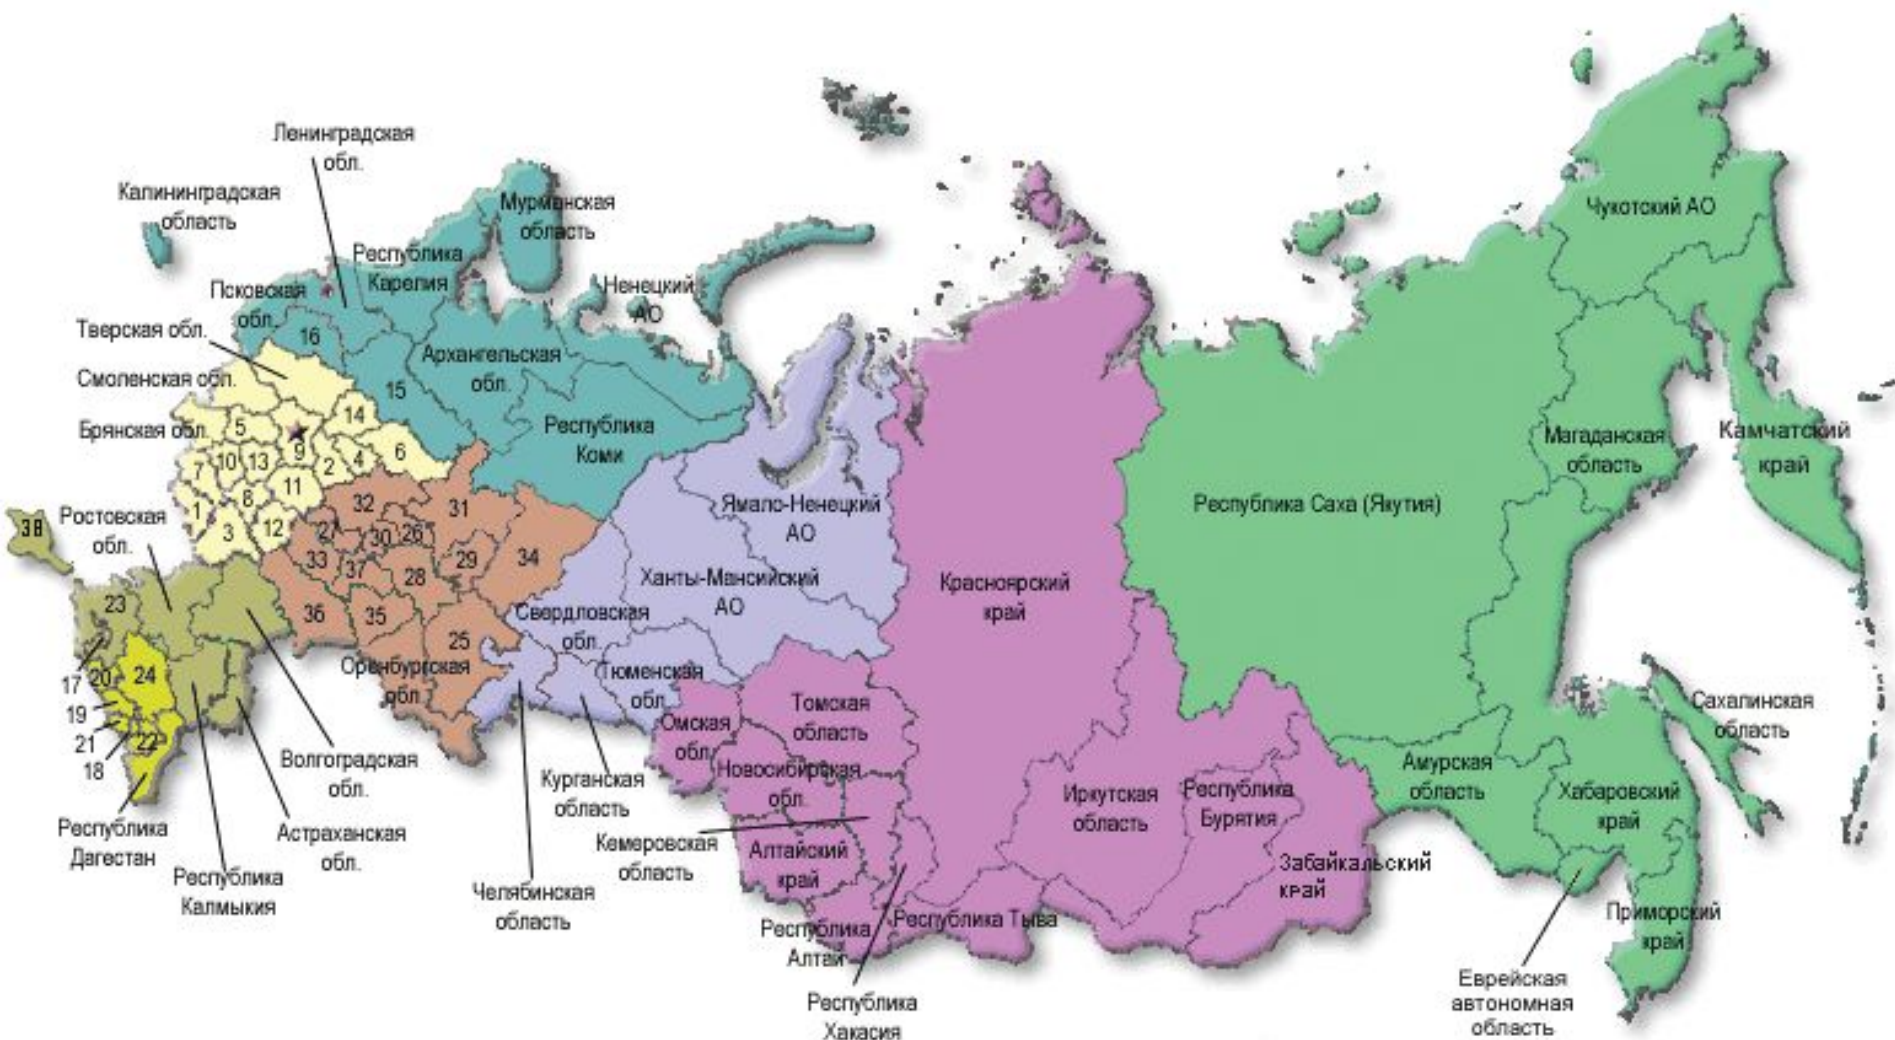 Ленинградская
обл.
Калининградская
область
Мурманская
область
Республика
Карелия
Ненецкий
АО
Псковская
обл.
Тверская обл.
16
Архангельская
обл.
Смоленская обл.
15
14
Брянская обл.
5
Республика
Коми
9
6
7
10
13
2
4
11
8
1
3
12
32
31
38
Ростовская
обл.
27
30
26
33
37
29
34
28
23
36
35
25
Оренбургская
обл.
17
20
24
19
21
18
22
Волгоградская
обл.
Республика
Дагестан
Астраханская
обл.
Республика
Калмыкия
Ямало-Ненецкий
АО
Ханты-Мансийский
АО
Свердловская
обл.
Тюменская
обл.
Курганская
область
Челябинская
область
Красноярский
край
Омская
обл.
Томская
область
Новосибирская
обл.
Кемеровская
область
Алтайский
край
Республика
Алтай
Республика Тыва
Республика
Хакасия
Иркутская
область
Республика
Бурятия
Забайкальский
край
Чукотский АО
Магаданская
область
Камчатский
край
Республика Саха (Якутия)
Сахалинская
область
Амурская
область
Хабаровский
край
Приморский
край
Еврейская
автономная
область